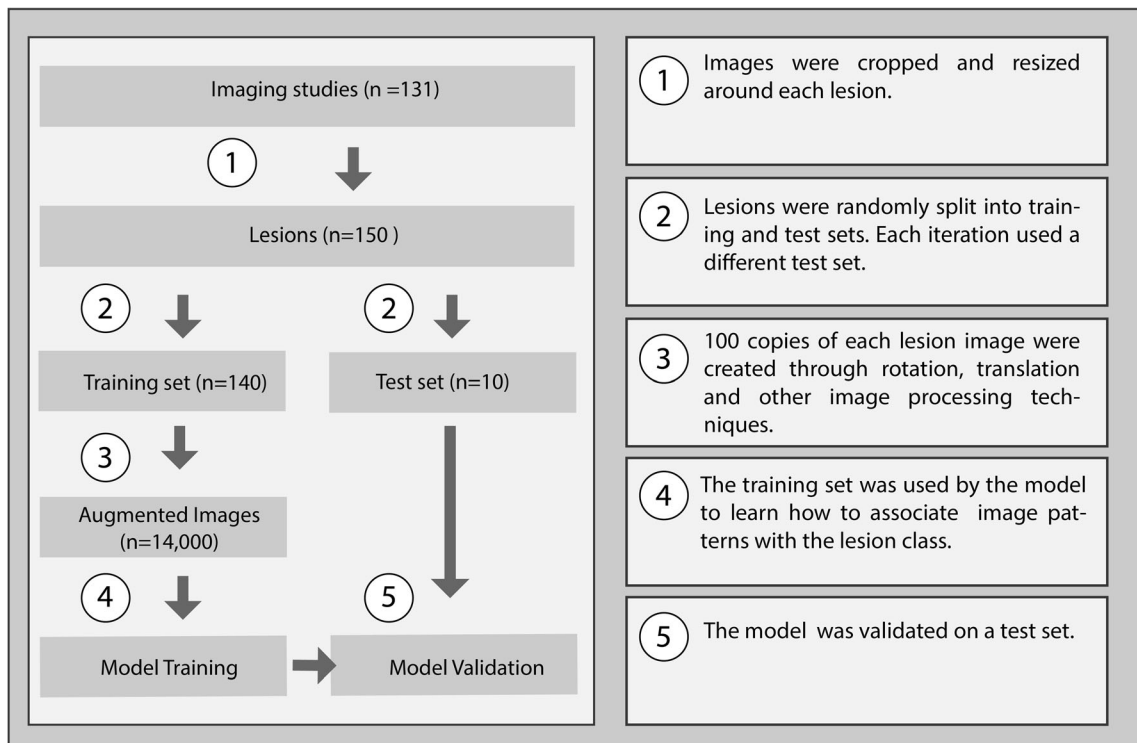 Imaging studies (n =131)
1
Lesions (n=150 )
2
2
Training set (n=140)
Test set (n=10)
3
Augmented Images
(n=14,000)
4
5
Model Training
Model Validation
1
Images were cropped and resized
around each lesion.
2
Lesions were randomly split into train-
ing and test sets. Each iteration used a
different test set.
3
100 copies of each lesion image were
created through rotation, translation
and other image processing tech-
niques.
4
The training set was used by the model
to learn how to associate image pat-
terns with the lesion class.
5
The model was validated on a test set.